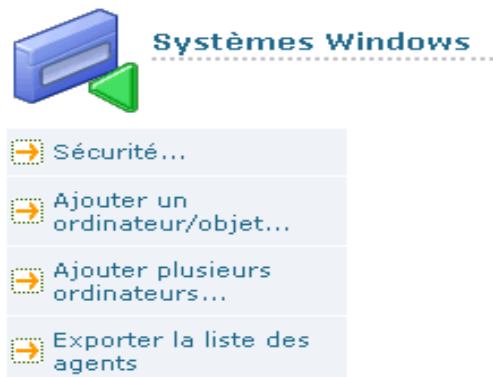 Systèmes Windows
Sécurité...
Ajouter un
ordinateur/objet...
Ajouter plusieurs
ordinateurs...
Exporter la liste des
agents